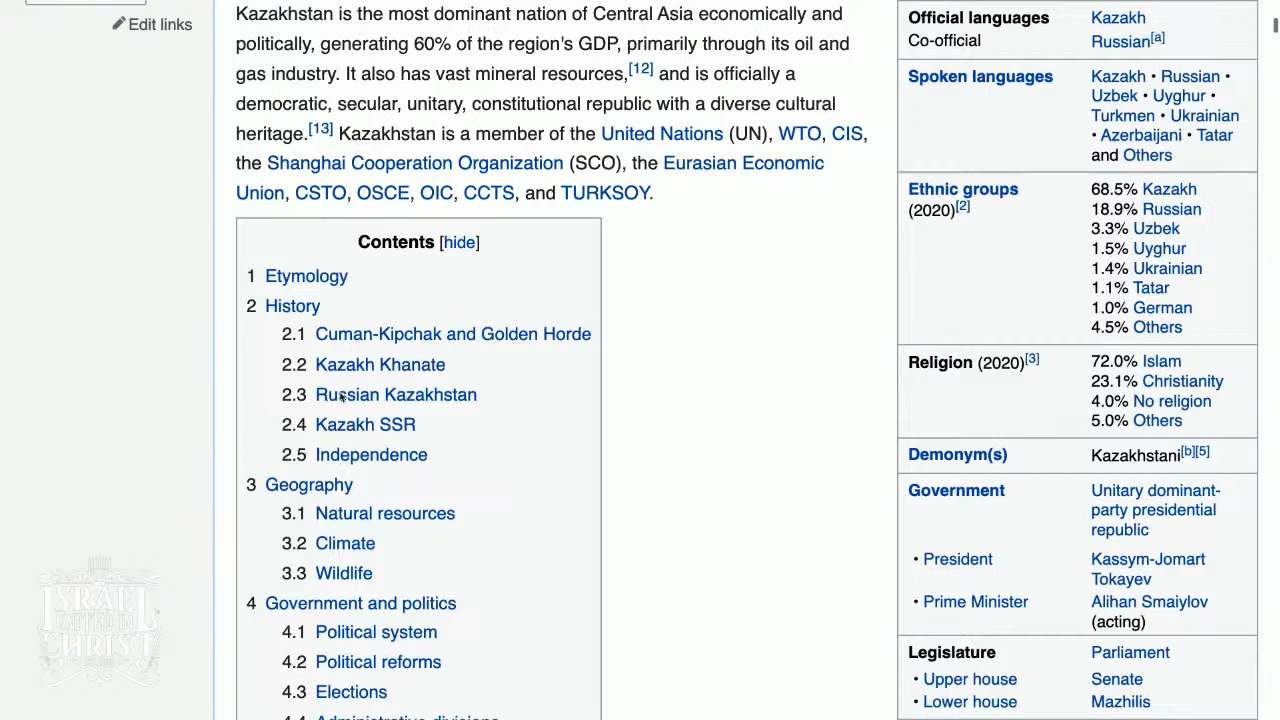 Edit links
Kazakhstan is the most dominant nation of Central Asia economically and
politically, generating 60% of the region's GDP, primarily through its oil and
gas industry. It also has vast mineral resources,[12] and is officially a
democratic, secular, unitary, constitutional republic with a diverse cultural
heritage.[13] Kazakhstan is a member of the United Nations (UN), WTO, CIS,
the Shanghai Cooperation Organization (SCO), the Eurasian Economic
Union, CSTO, OSCE, OIC, CCTS, and TURKSOY.
Contents [hide]
1 Etymology
2 History
2.1 Cuman-Kipchak and Golden Horde
2.2 Kazakh Khanate
2.3 Russian Kazakhstan
2.4 Kazakh SSR
2.5 Independence
3 Geography
3.1 Natural resources
3.2 Climate
3.3 Wildlife
4 Government and politics
4.1 Political system
4.2 Political reforms
4.3 Elections
4.4 Administrative divisions
Official languages Kazakh
Co-official Russian[a]
Spoken languages Kazakh • Russian •
Uzbek • Uyghur •
Turkmen • Ukrainian
• Azerbaijani • Tatar
and Others
Ethnic groups 68.5% Kazakh
(2020)[2] 18.9% Russian
3.3% Uzbek
1.5% Uyghur
1.4% Ukrainian
1.1% Tatar
1.0% German
4.5% Others
Religion (2020)[3] 72.0% Islam
23.1% Christianity
4.0% No religion
5.0% Others
Demonym(s) Kazakhstani[b][5]
Government Unitary dominant-
party presidential
republic
• President Kassym-Jomart
Tokayev
• Prime Minister Alihan Smaiylov
(acting)
Legislature Parliament
• Upper house Senate
• Lower house Mazhilis
ISRAEL
UNITED IN
CHRIST